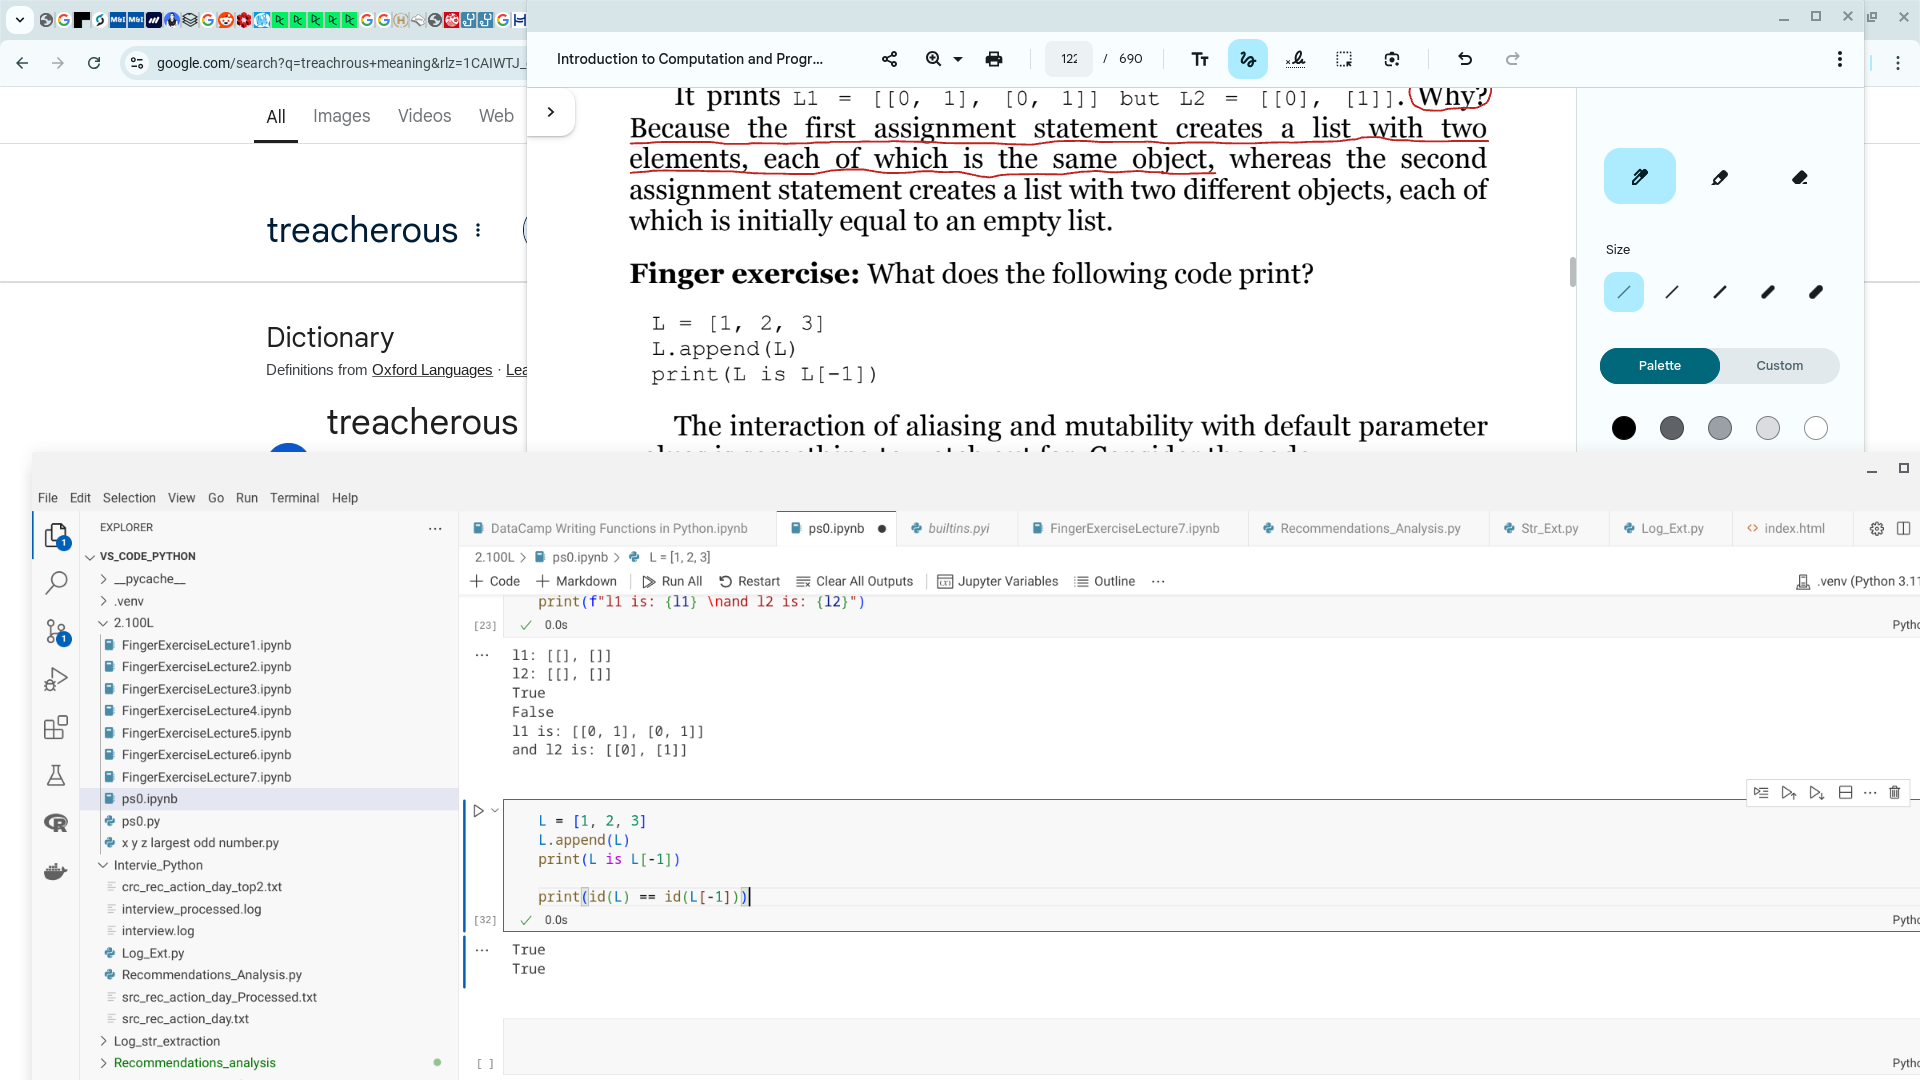 google.com/search?q=treachrous+meaning&rlz=1CAIWTJ_
All Images Videos Web
treacherous
Dictionary
Definitions from Oxford Languages ·
treacherous
Introduction to Computation and Progr...
122 / 690
It prints L1 = [[0, 1], [0, 1]] but L2 = [[0], [1]]. Why?
Because the first assignment statement creates a list with two
elements, each of which is the same object, whereas the second
assignment statement creates a list with two different objects, each of
which is initially equal to an empty list.
Finger exercise: What does the following code print?
L = [1, 2, 3]
L.append(L)
print(L is L[-1])
The interaction of aliasing and mutability with default parameter
Size
Palette Custom
File Edit Selection View Go Run Terminal Help
EXPLORER
VS_CODE_PYTHON
__pycache__
.venv
2.100L
FingerExerciseLecture1.ipynb
FingerExerciseLecture2.ipynb
FingerExerciseLecture3.ipynb
FingerExerciseLecture4.ipynb
FingerExerciseLecture5.ipynb
FingerExerciseLecture6.ipynb
FingerExerciseLecture7.ipynb
ps0.ipynb
ps0.py
x y z largest odd number.py
Intervie_Python
crc_rec_action_day_top2.txt
interview_processed.log
interview.log
Log_Ext.py
Recommendations_Analysis.py
src_rec_action_day_Processed.txt
src_rec_action_day.txt
Log_str_extraction
Recommendations_analysis
DataCamp Writing Functions in Python.ipynb ps0.ipynb builtins.pyi FingerExerciseLecture7.ipynb Recommendations_Analysis.py Str_Ext.py Log_Ext.py index.html
2.100L > ps0.ipynb > L = [1, 2, 3]
+ Code + Markdown Run All Restart Clear All Outputs Jupyter Variables Outline ... .venv (Python 3.11
print(f"l1 is: {l1} \nand l2 is: {l2}")
[23] 0.0s
l1: [[], []]
l2: [[], []]
True
False
l1 is: [[0, 1], [0, 1]]
and l2 is: [[0], [1]]
L = [1, 2, 3]
L.append(L)
print(L is L[-1])
print(id(L) == id(L[-1]))
[32] 0.0s
True
True
[ ]